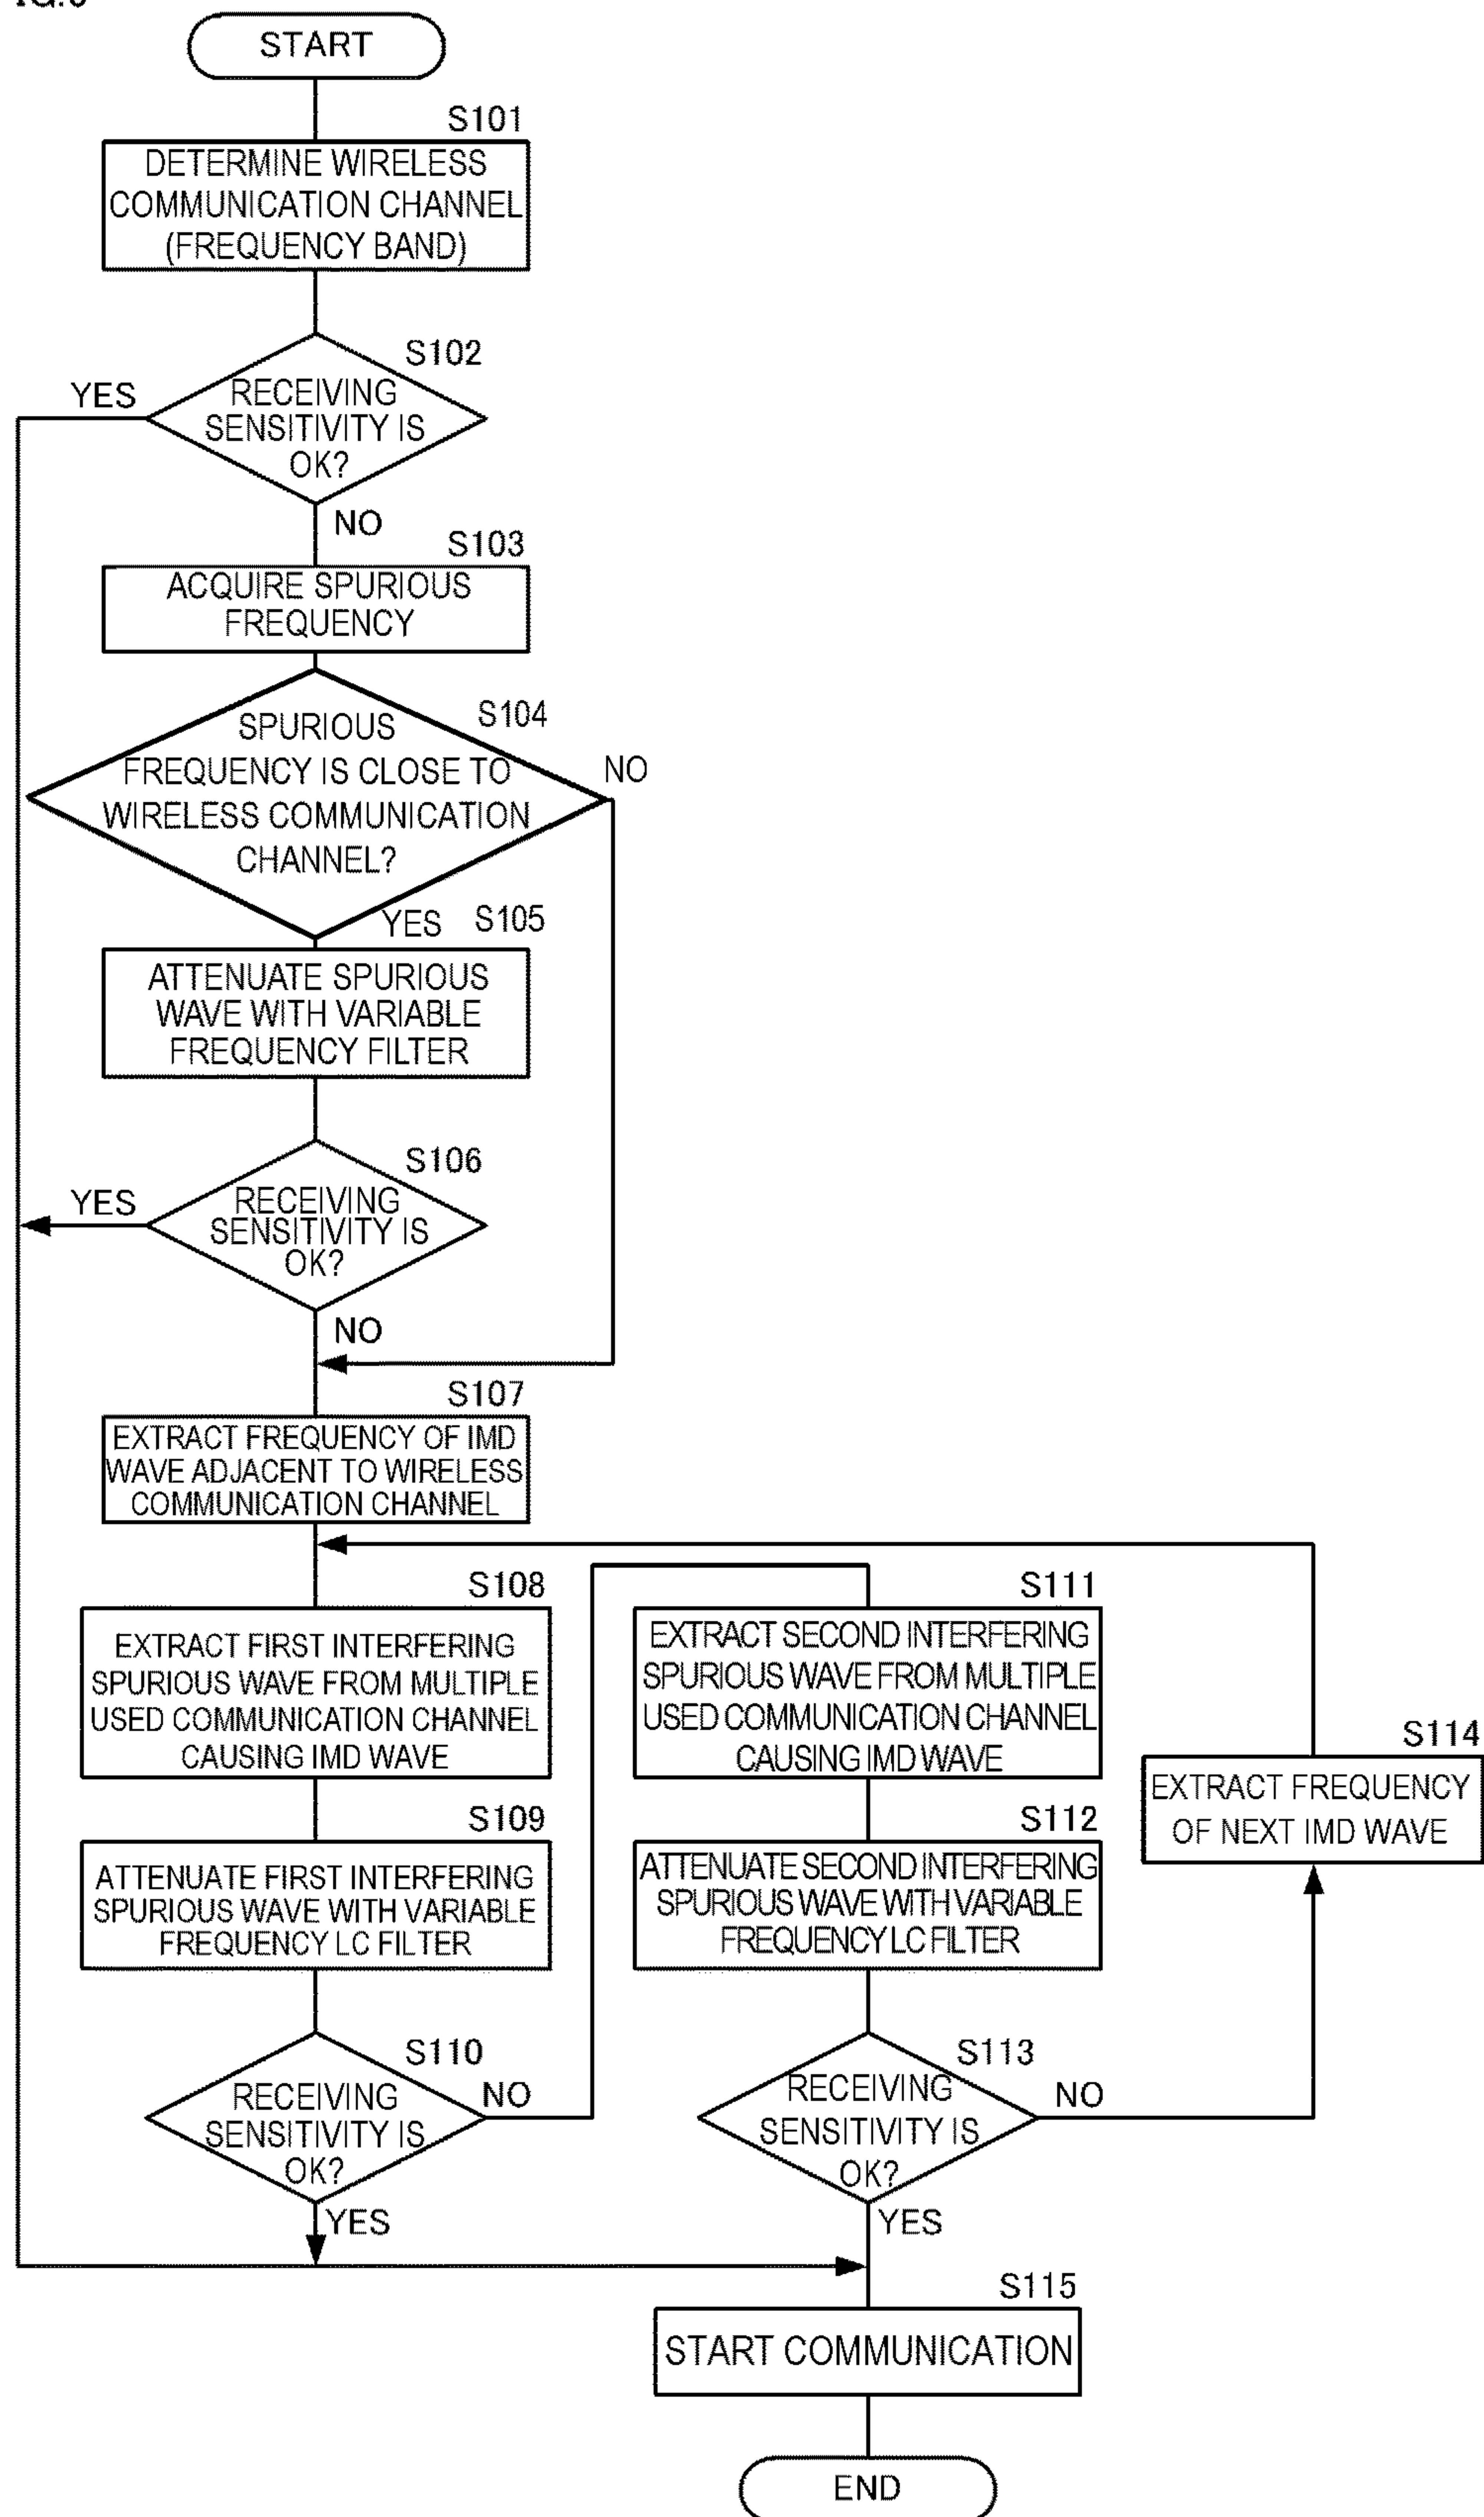 START
S101
DETERMINE WIRELESS
COMMUNICATION CHANNEL
(FREQUENCY BAND)
S102
YES
RECEIVING
SENSITIVITY IS
OK?
NO
S103
ACQUIRE SPURIOUS
FREQUENCY
S104
SPURIOUS
FREQUENCY IS CLOSE TO
WIRELESS COMMUNICATION
CHANNEL?
NO
YES
S105
ATTENUATE SPURIOUS
WAVE WITH VARIABLE
FREQUENCY FILTER
S106
YES
RECEIVING
SENSITIVITY IS
OK?
NO
S107
EXTRACT FREQUENCY OF IMD
WAVE ADJACENT TO WIRELESS
COMMUNICATION CHANNEL
S108
EXTRACT FIRST INTERFERING
SPURIOUS WAVE FROM MULTIPLE
USED COMMUNICATION CHANNEL
CAUSING IMD WAVE
S109
ATTENUATE FIRST INTERFERING
SPURIOUS WAVE WITH VARIABLE
FREQUENCY LC FILTER
S110
RECEIVING
SENSITIVITY IS
OK?
NO
YES
S111
EXTRACT SECOND INTERFERING
SPURIOUS WAVE FROM MULTIPLE
USED COMMUNICATION CHANNEL
CAUSING IMD WAVE
S112
ATTENUATE SECOND INTERFERING
SPURIOUS WAVE WITH VARIABLE
FREQUENCY LC FILTER
S113
RECEIVING
SENSITIVITY IS
OK?
NO
YES
S114
EXTRACT FREQUENCY
OF NEXT IMD WAVE
S115
START COMMUNICATION
END